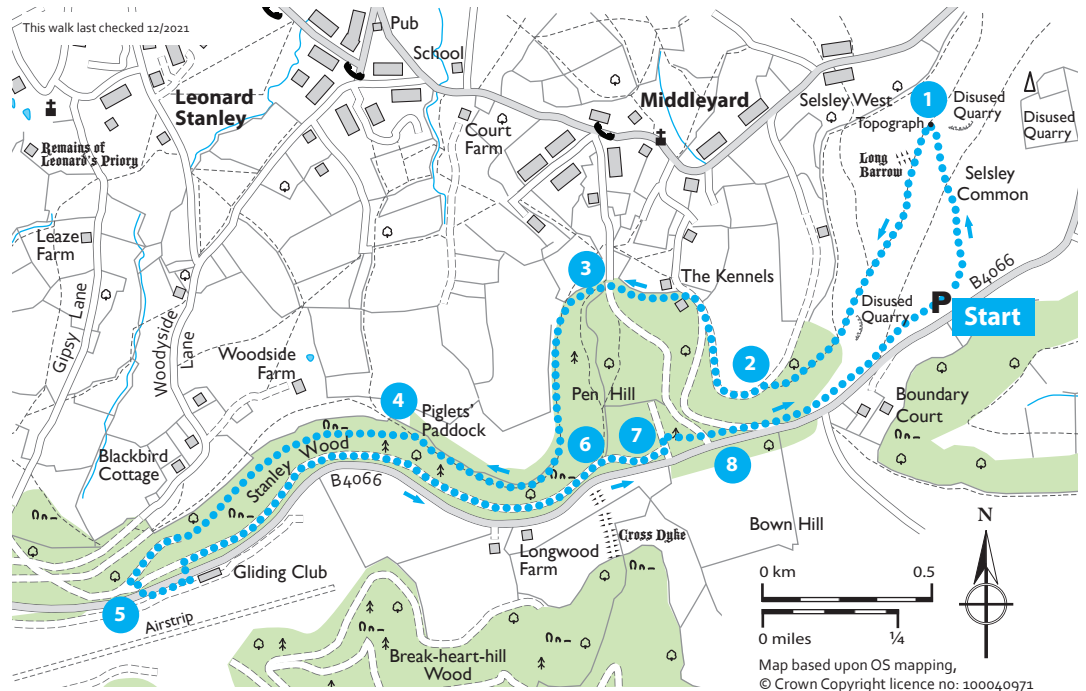 This walk last checked 12/2021
Pub
School
Leonard
Stanley
Court
Farm
Middleyard
Selsley West
1
Disused
Quarry
Topograph
Disused
Quarry
Remains of
Leonard's Priory
Long
Barrow
Selsley
Common
Leaze
Farm
Gipsy Lane
Woodyside
Lane
3
The Kennels
B4066
P
Start
Disused
Quarry
Woodside
Farm
2
Pen Hill
Boundary
Court
4
Piglets'
Paddock
6
7
8
Blackbird
Cottage
Stanley Wood
B4066
Longwood
Farm
Cross Dyke
Bown Hill
N
Gliding Club
5
Airstrip
0 km
0.5
0 miles
¼
Break-heart-hill
Wood
Map based upon OS mapping,
© Crown Copyright licence no: 100040971